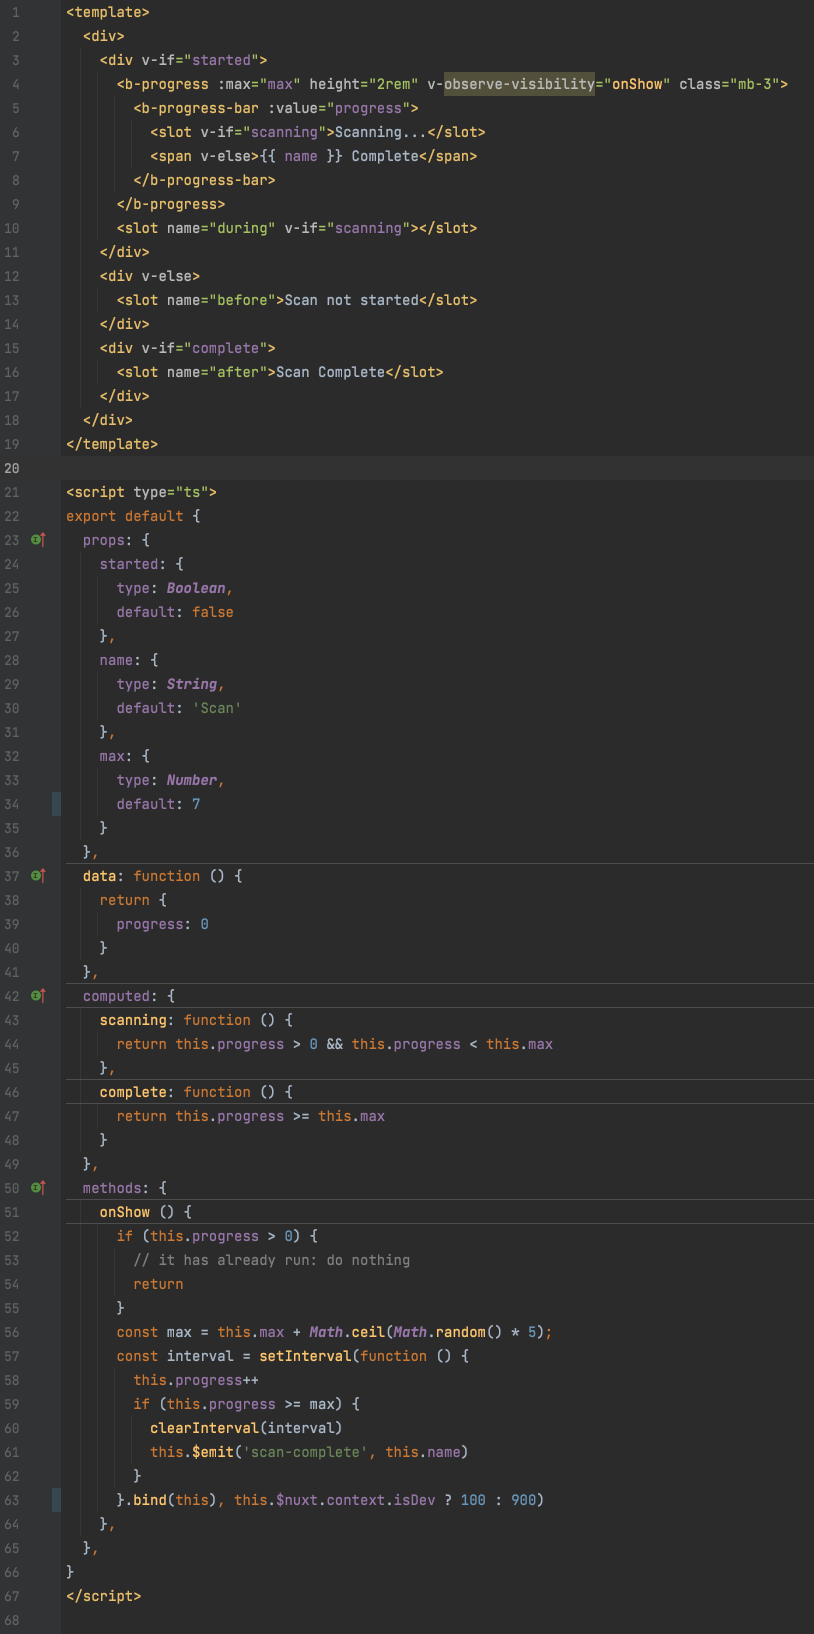 1 <template>
2   <div>
3     <div v-if="started">
4       <b-progress :max="max" height="2rem" v-observe-visibility="onShow" class="mb-3">
5         <b-progress-bar :value="progress">
6           <slot v-if="scanning">Scanning...</slot>
7           <span v-else>{{ name }} Complete</span>
8         </b-progress-bar>
9       </b-progress>
10       <slot name="during" v-if="scanning"></slot>
11     </div>
12     <div v-else>
13       <slot name="before">Scan not started</slot>
14     </div>
15     <div v-if="complete">
16       <slot name="after">Scan Complete</slot>
17     </div>
18   </div>
19 </template>
20
21 <script type="ts">
22 export default {
23   props: {
24     started: {
25       type: Boolean,
26       default: false
27     },
28     name: {
29       type: String,
30       default: 'Scan'
31     },
32     max: {
33       type: Number,
34       default: 7
35     }
36   },
37   data: function () {
38     return {
39       progress: 0
40     }
41   },
42   computed: {
43     scanning: function () {
44       return this.progress > 0 && this.progress < this.max
45     },
46     complete: function () {
47       return this.progress >= this.max
48     }
49   },
50   methods: {
51     onShow () {
52       if (this.progress > 0) {
53         // it has already run: do nothing
54         return
55       }
56       const max = this.max + Math.ceil(Math.random() * 5);
57       const interval = setInterval(function () {
58         this.progress++
59         if (this.progress >= max) {
60           clearInterval(interval)
61           this.$emit('scan-complete', this.name)
62         }
63       }.bind(this), this.$nuxt.context.isDev ? 100 : 900)
64     },
65   },
66 }
67 </script>
68